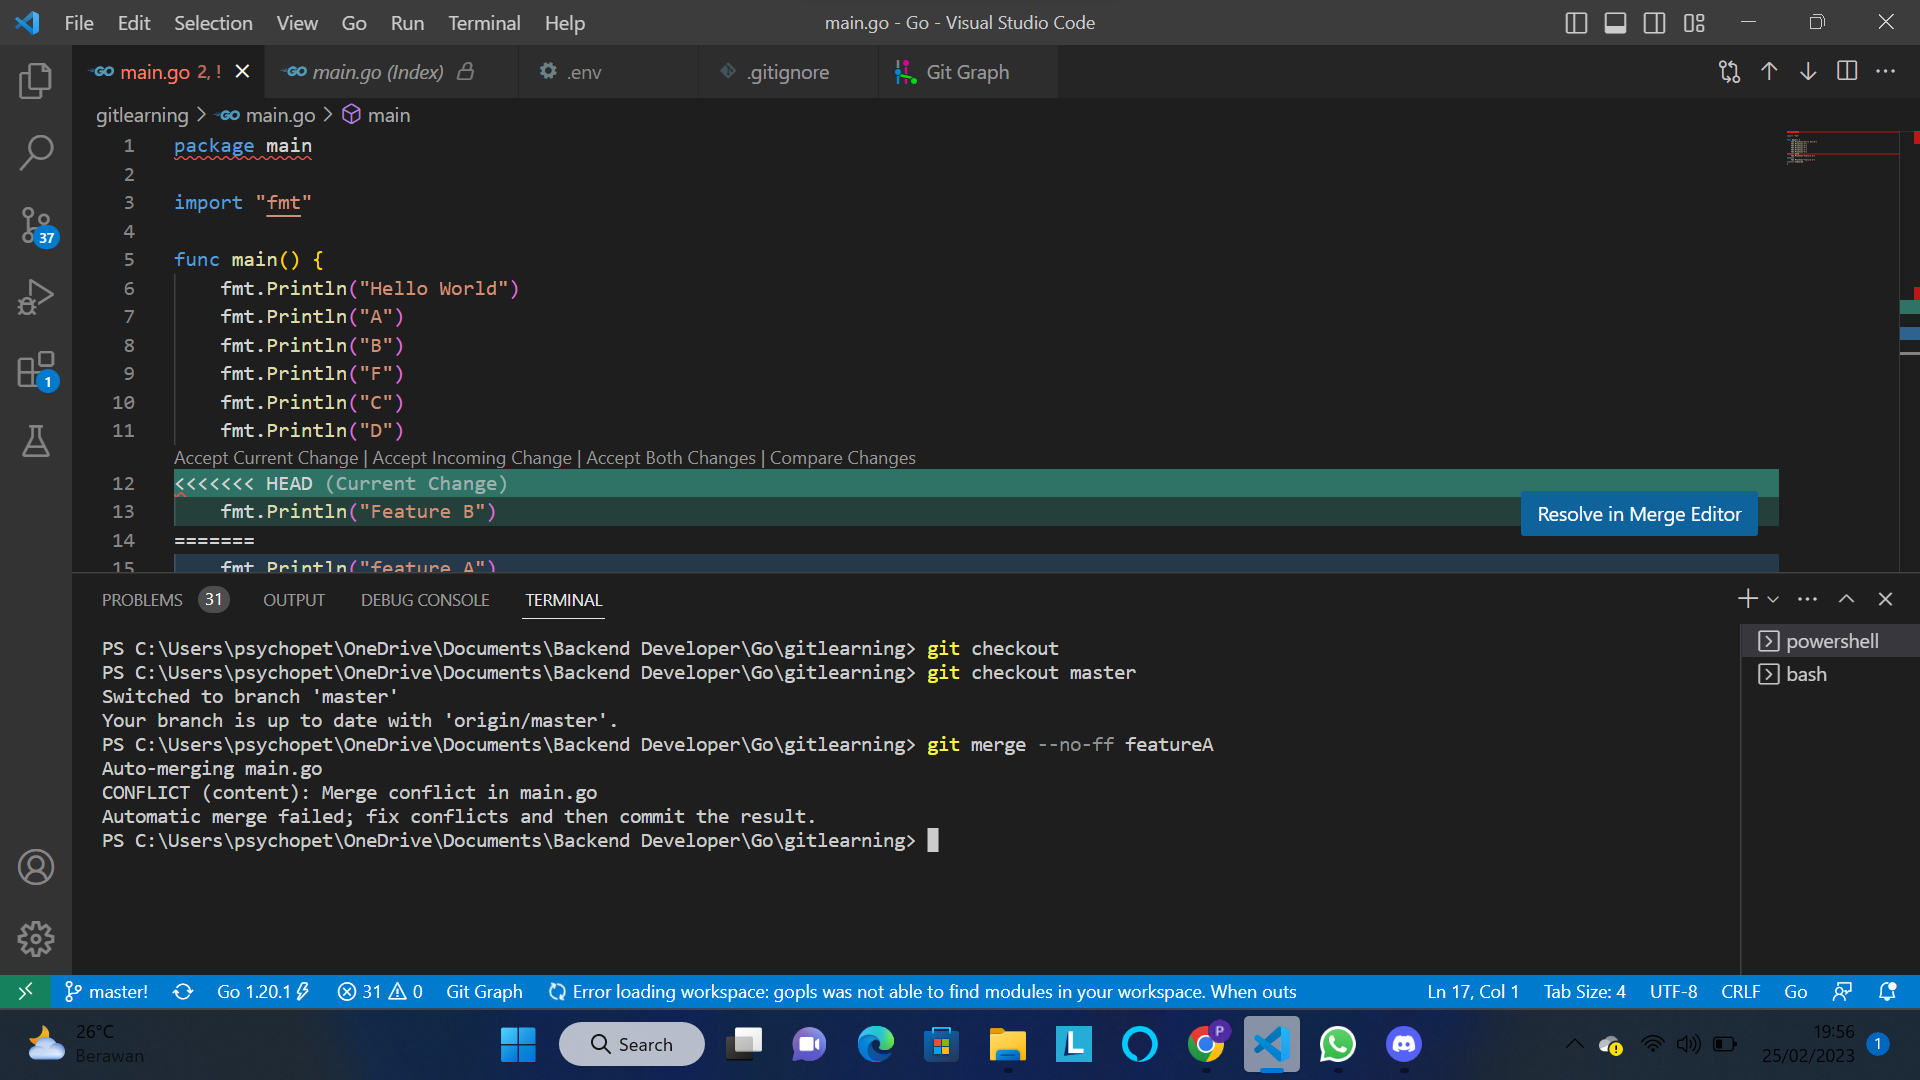 File Edit Selection View Go Run Terminal Help
main.go - Go - Visual Studio Code
GO main.go 2, !
GO main.go (Index)
.env
.gitignore
Git Graph
gitlearning > GO main.go > main
37
1
1 package main
2
3 import "fmt"
4
5 func main() {
6 fmt.Println("Hello World")
7 fmt.Println("A")
8 fmt.Println("B")
9 fmt.Println("F")
10 fmt.Println("C")
11 fmt.Println("D")
Accept Current Change | Accept Incoming Change | Accept Both Changes | Compare Changes
12 <<<<<<< HEAD (Current Change)
13 fmt.Println("Feature B")
Resolve in Merge Editor
14 =======
15 fmt.Println("feature A")
PROBLEMS 31 OUTPUT DEBUG CONSOLE TERMINAL
powershell
bash
PS C:\Users\psychopet\OneDrive\Documents\Backend Developer\Go\gitlearning> git checkout
PS C:\Users\psychopet\OneDrive\Documents\Backend Developer\Go\gitlearning> git checkout master
Switched to branch 'master'
Your branch is up to date with 'origin/master'.
PS C:\Users\psychopet\OneDrive\Documents\Backend Developer\Go\gitlearning> git merge --no-ff featureA
Auto-merging main.go
CONFLICT (content): Merge conflict in main.go
Automatic merge failed; fix conflicts and then commit the result.
PS C:\Users\psychopet\OneDrive\Documents\Backend Developer\Go\gitlearning>
master! Go 1.20.1 31 0 Git Graph Error loading workspace: gopls was not able to find modules in your workspace. When outs Ln 17, Col 1 Tab Size: 4 UTF-8 CRLF Go
26°C
Berawan
Search
L
P
19:56
25/02/2023
1